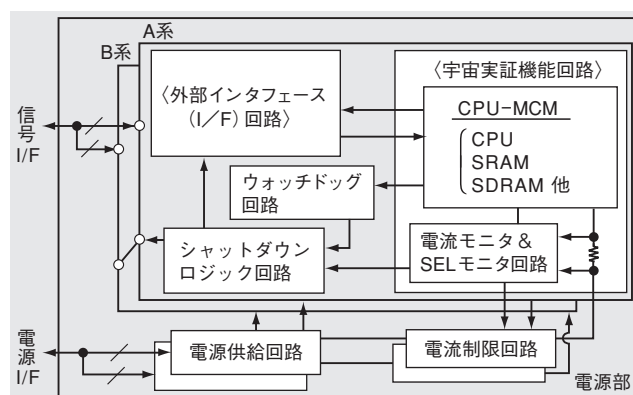 A系
B系
〈外部インタフェース
(I/F)回路〉
〈宇宙実証機能回路〉
CPU-MCM
CPU
SRAM
SDRAM 他
信号
I/F
ウォッチドッグ
回路
シャットダウン
ロジック回路
電流モニタ&
SELモニタ回路
電源
I/F
電源供給回路
電流制限回路
電源部